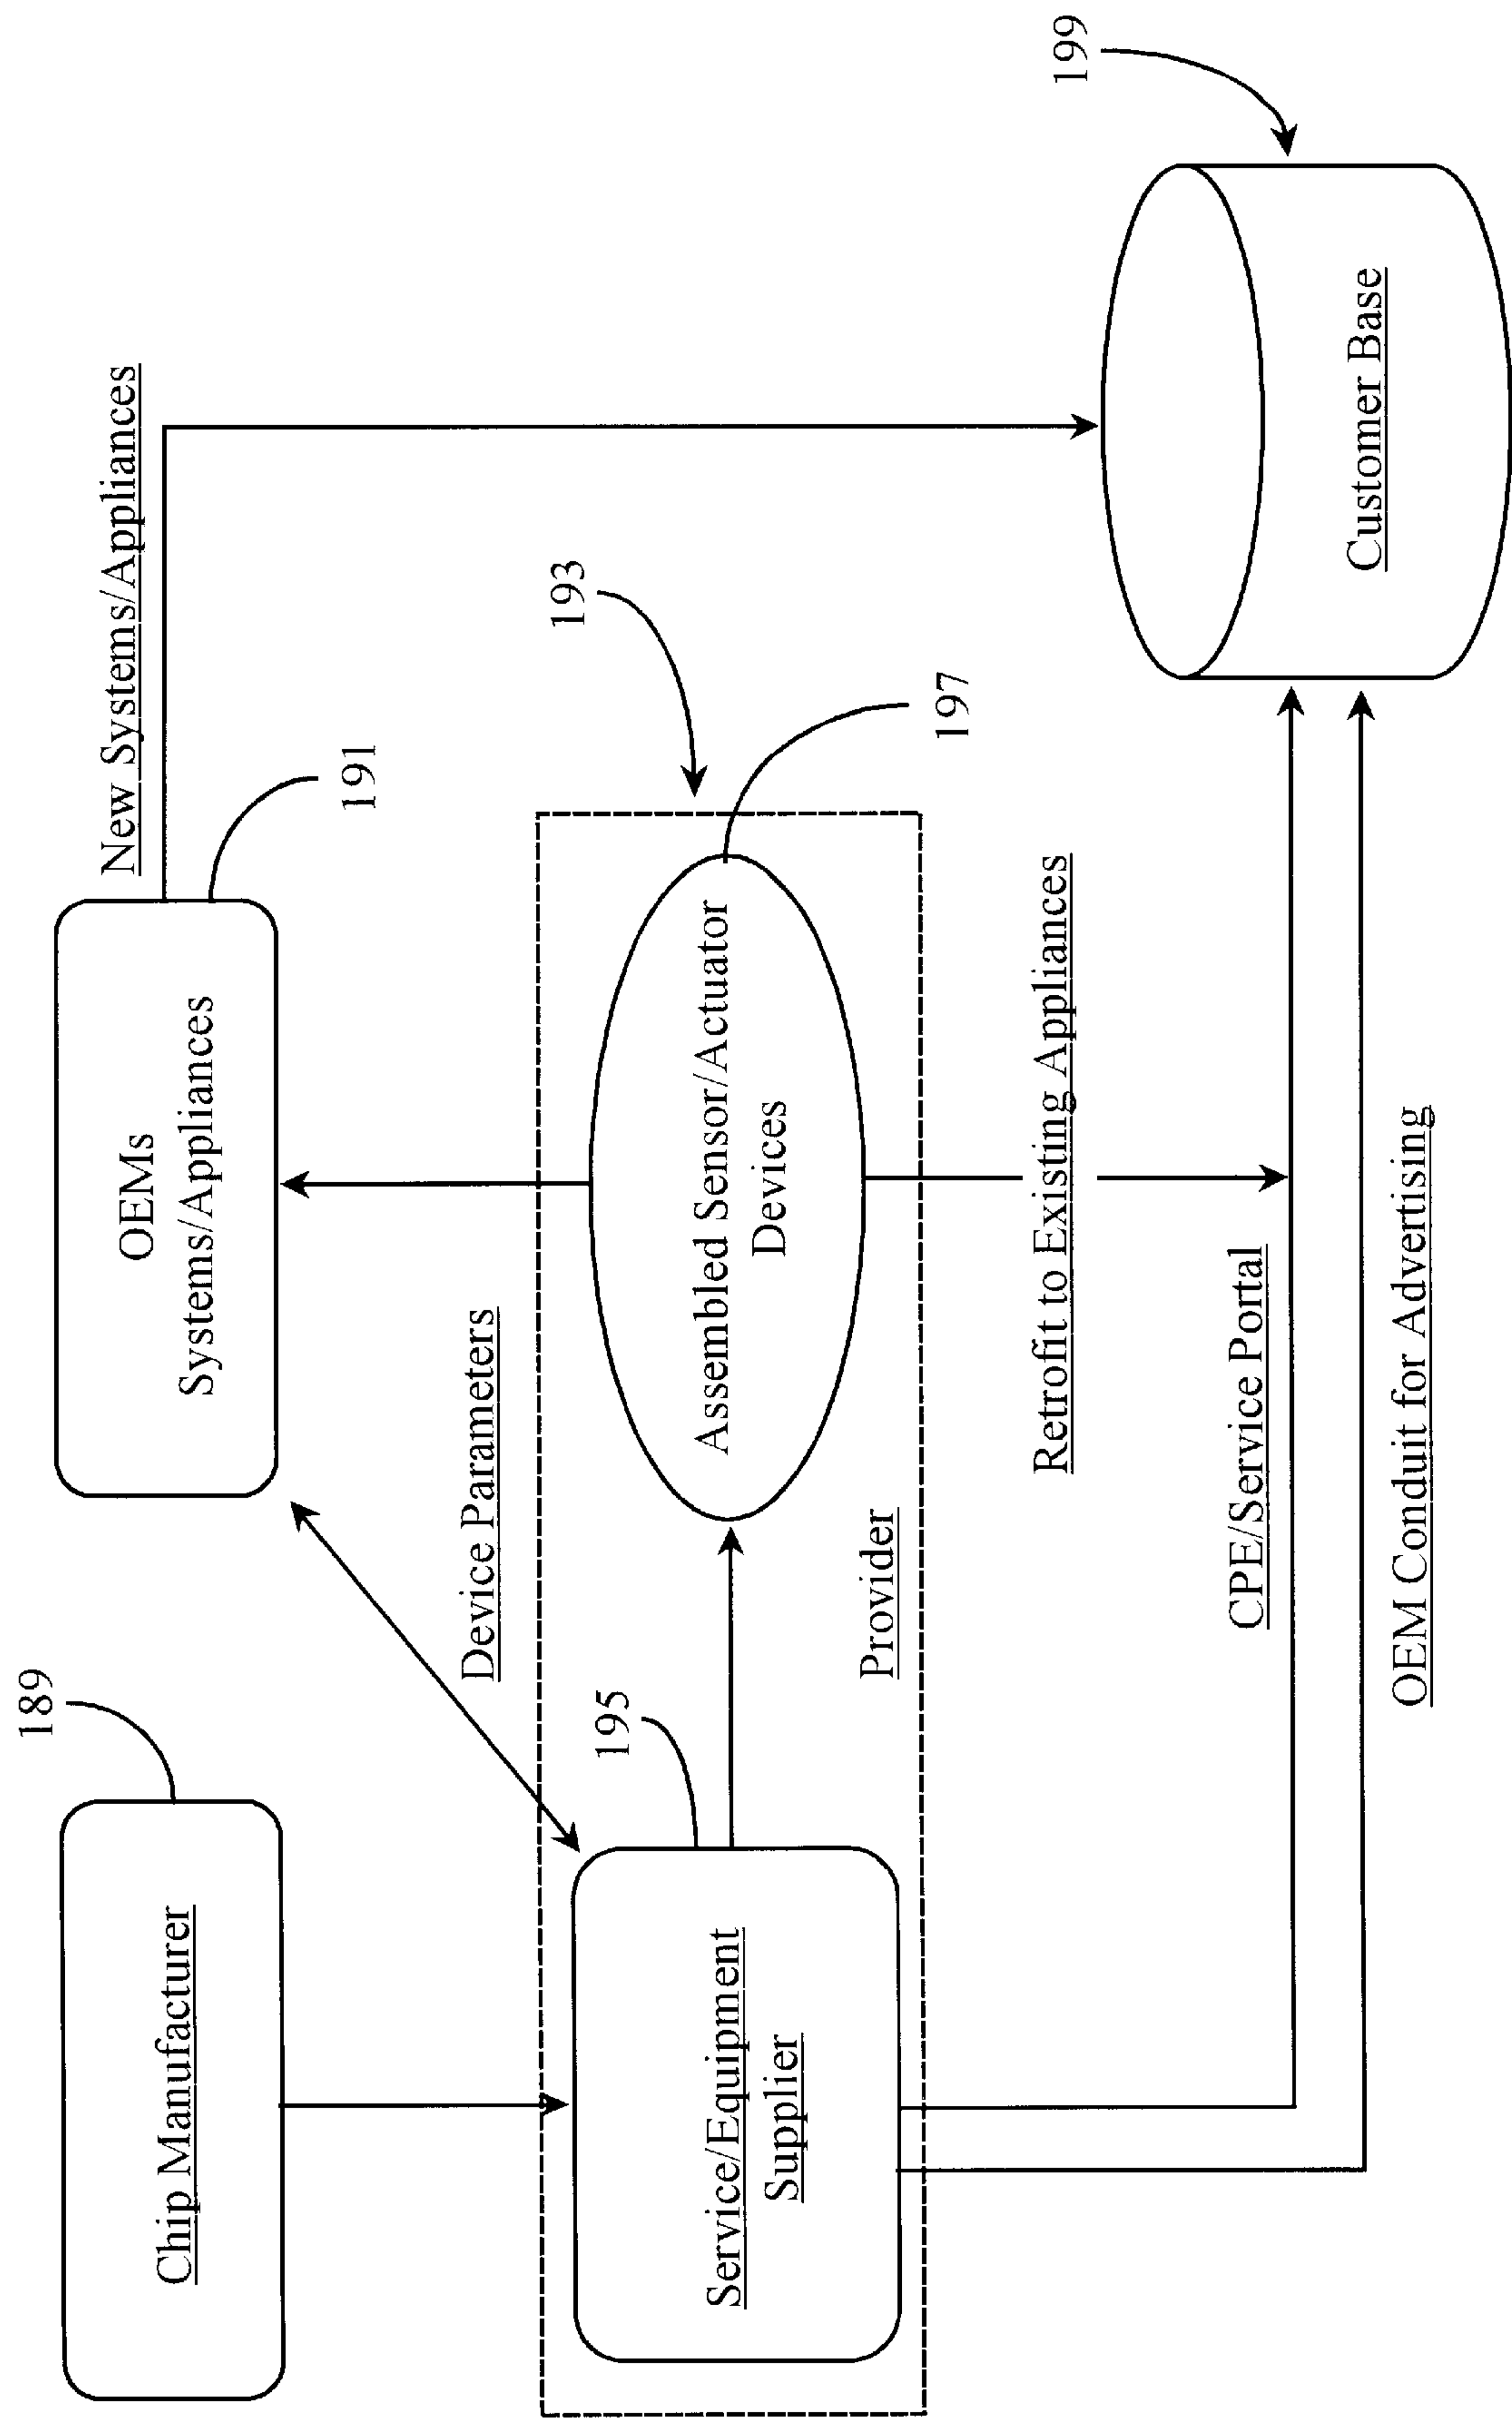 189
Chip Manufacturer
OEMs
Systems/Appliances
191
New Systems/Appliances
Device Parameters
195
Service/Equipment
Supplier
Assembled Sensor/Actuator
Devices
193
197
Provider
Retrofit to Existing Appliances
CPE/Service Portal
OEM Conduit for Advertising
199
Customer Base